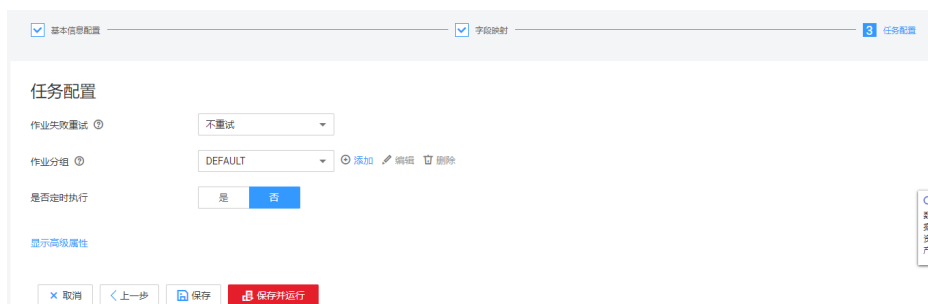 基本信息配置 字段映射 3 任务配置
任务配置
作业失败重试 不重试
作业分组 DEFAULT 添加 编辑 删除
是否定时执行 是 否
显示高级属性
取消 上一步 保存 保存并运行